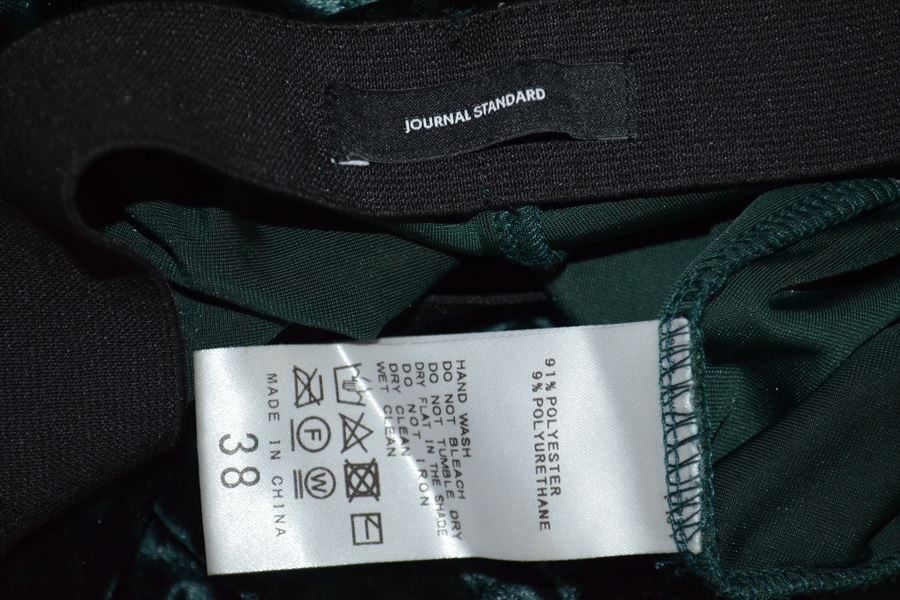 JOURNAL STANDARD
91% POLYESTER
9% POLYURETHANE
HAND WASH
DO NOT BLEACH
DO NOT TUMBLE DRY
DRY FLAT IN THE SHADE
DO NOT IRON
DRY CLEAN
WET CLEAN
F
W
MADE IN CHINA
38